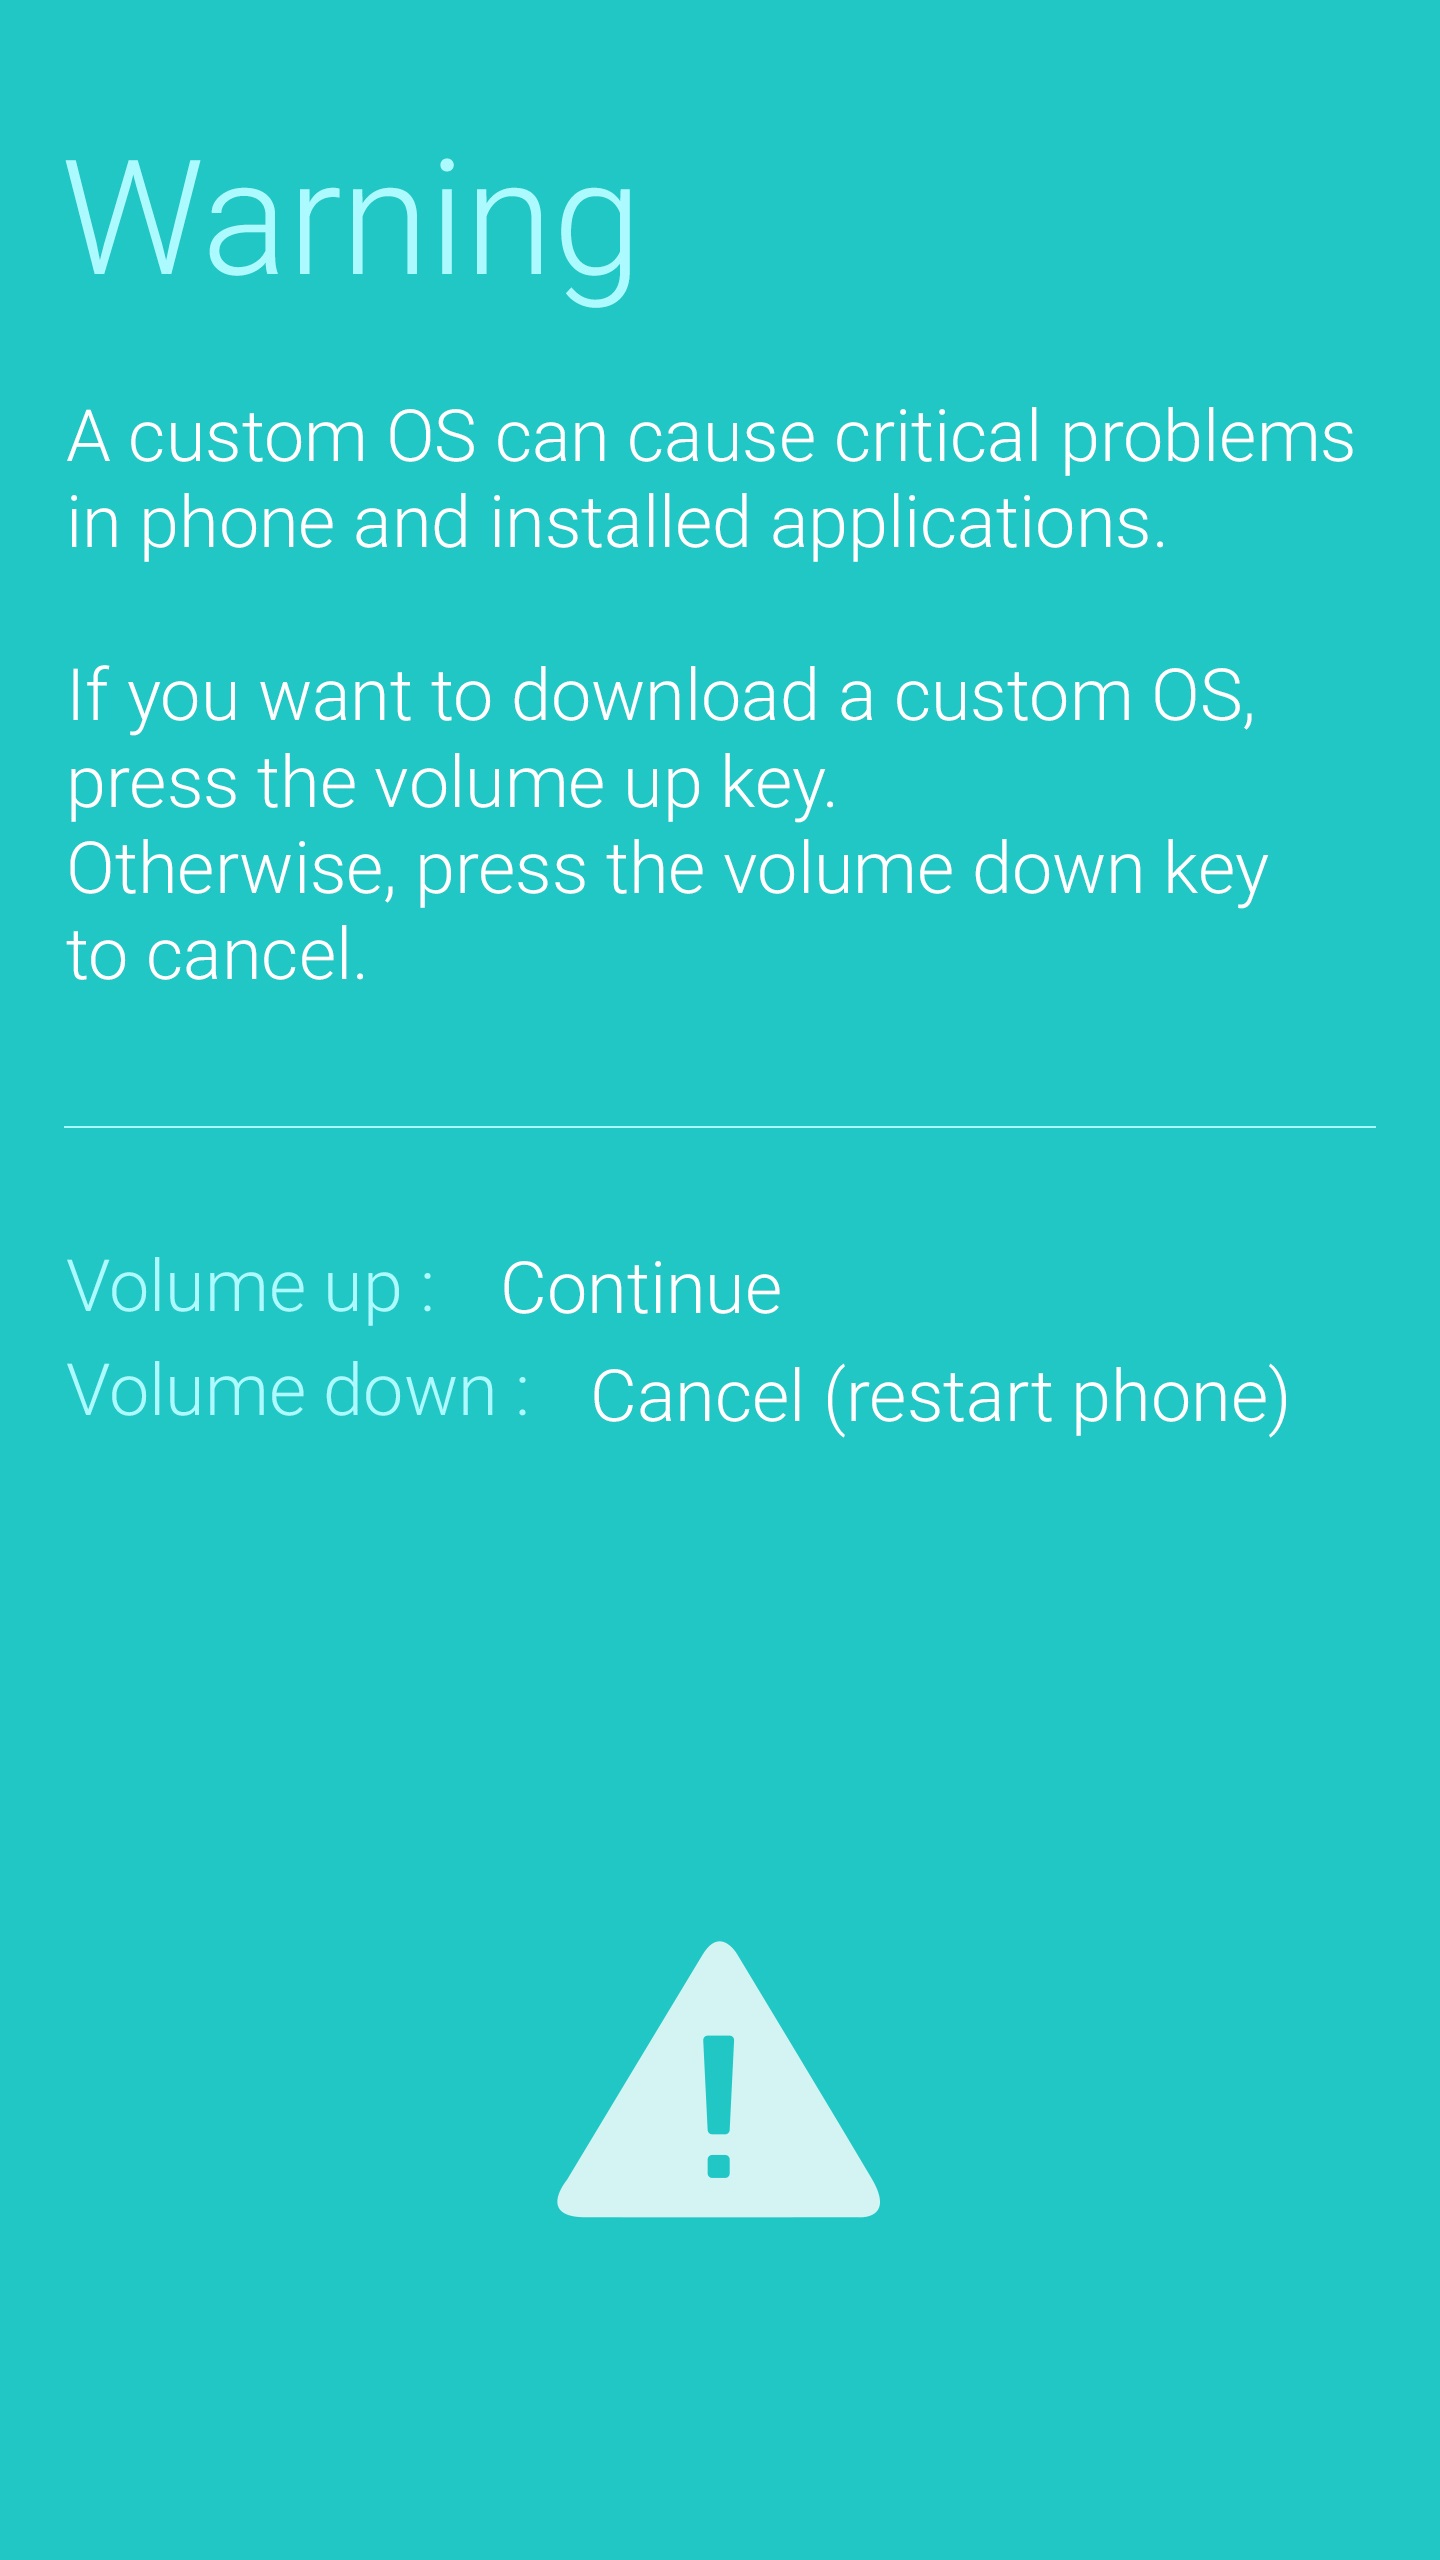 Warning
A custom OS can cause critical problems
in phone and installed applications.
If you want to download a custom OS,
press the volume up key.
Otherwise, press the volume down key
to cancel.
Volume up : Continue
Volume down : Cancel (restart phone)